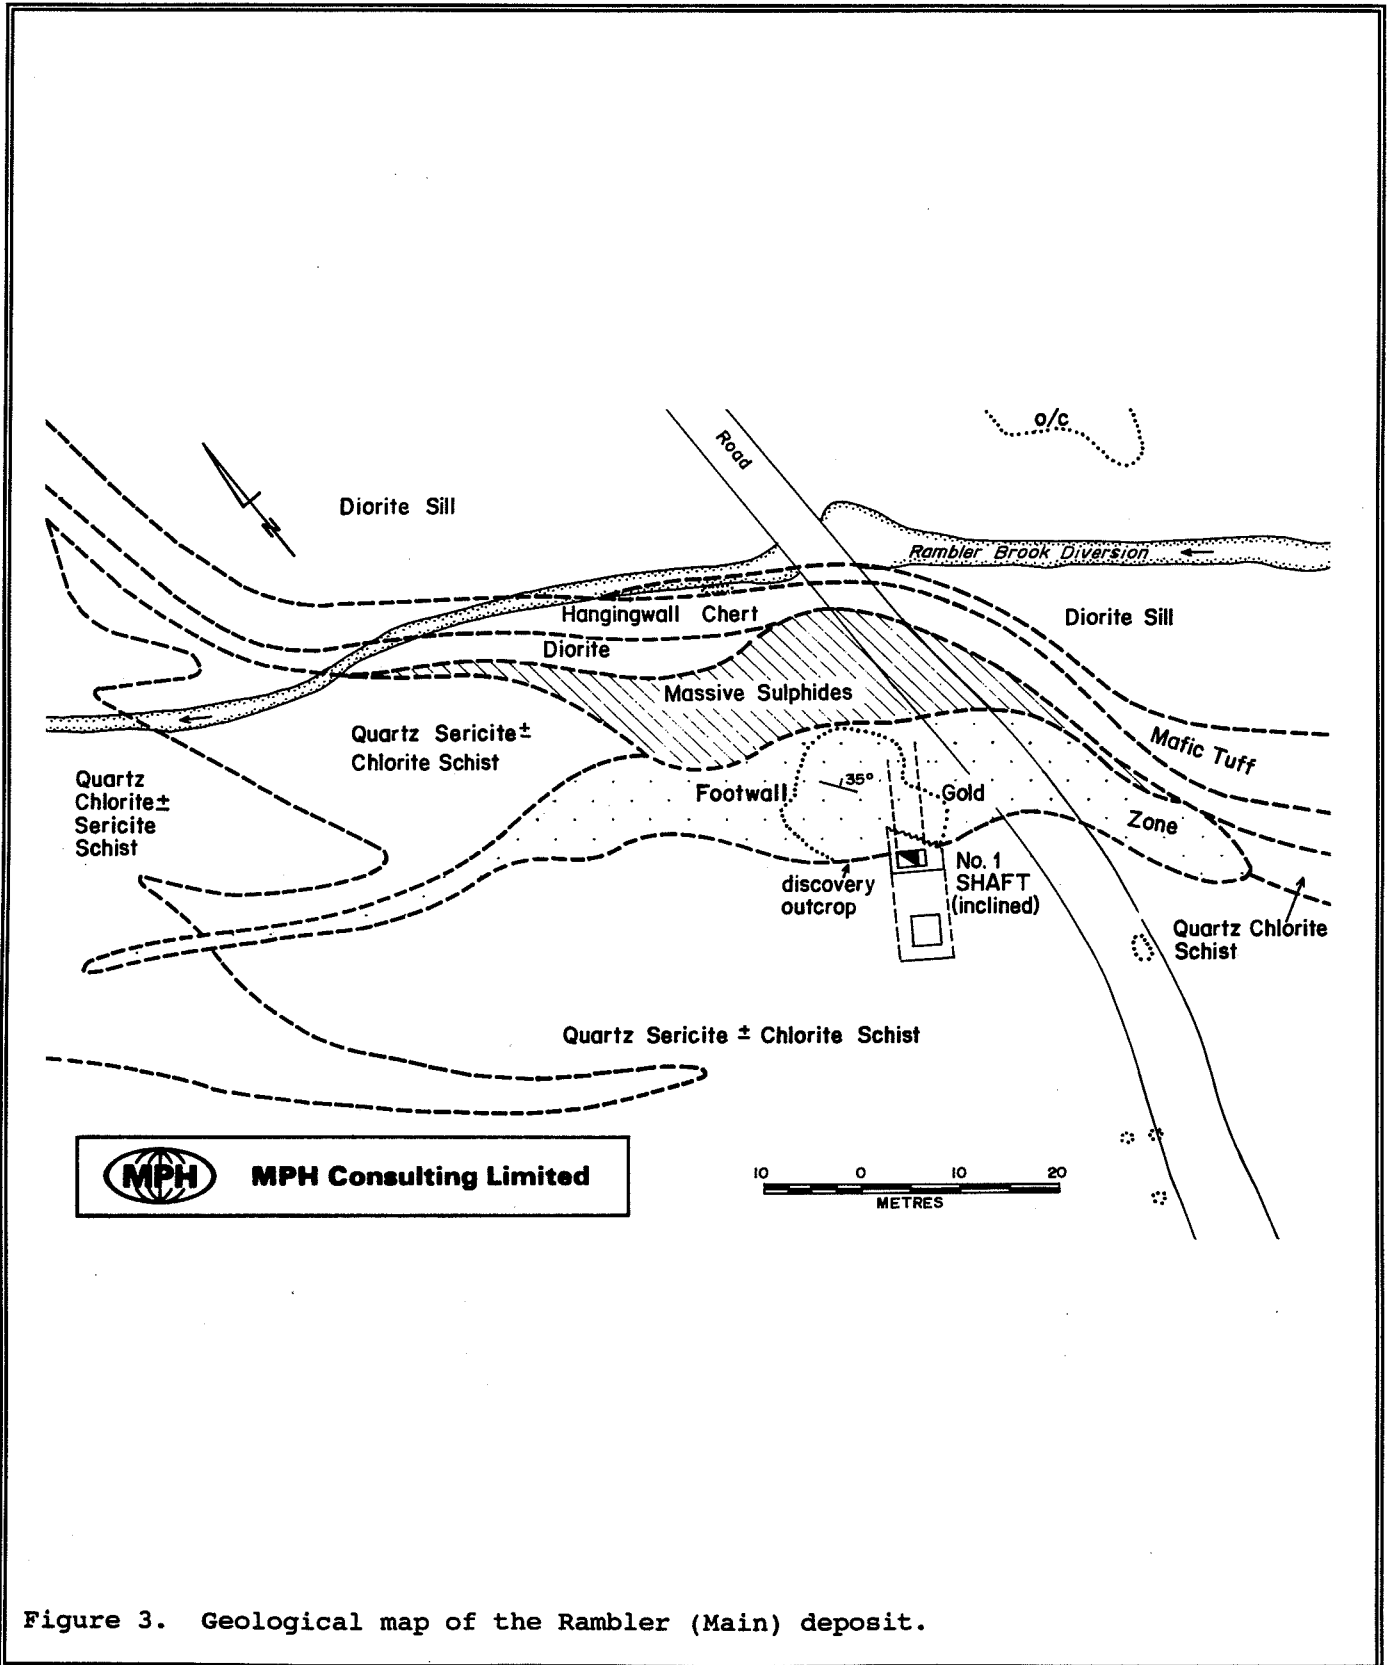 o/c
Road
N
Diorite Sill
Rambler Brook Diversion
Hangingwall Chert
Diorite Sill
Diorite
Massive Sulphides
Quartz Sericite ±
Chlorite Schist
Mafic Tuff
Quartz
Chlorite ±
Sericite
Schist
35°
Footwall
Gold
Zone
No. 1
SHAFT
(inclined)
discovery
outcrop
Quartz Chlorite
Schist
Quartz Sericite ± Chlorite Schist
MPH
MPH Consulting Limited
10 0 10 20
METRES
Figure 3. Geological map of the Rambler (Main) deposit.